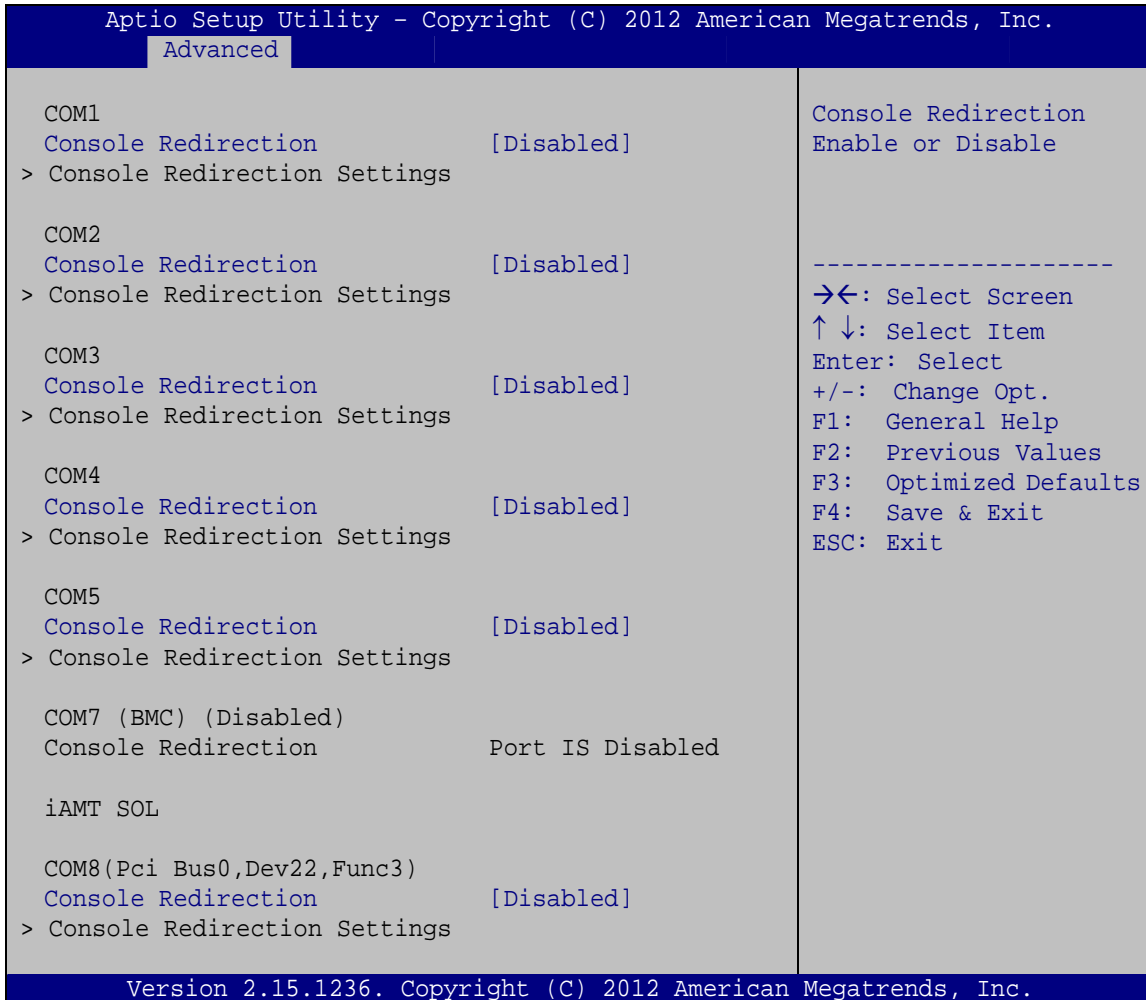 Aptio Setup Utility – Copyright (C) 2012 American Megatrends, Inc.
Advanced
COM1
Console Redirection [Disabled]
> Console Redirection Settings
COM2
Console Redirection [Disabled]
> Console Redirection Settings
COM3
Console Redirection [Disabled]
> Console Redirection Settings
COM4
Console Redirection [Disabled]
> Console Redirection Settings
COM5
Console Redirection [Disabled]
> Console Redirection Settings
COM7 (BMC) (Disabled)
Console Redirection Port IS Disabled
iAMT SOL
COM8(Pci Bus0,Dev22,Func3)
Console Redirection [Disabled]
> Console Redirection Settings
Console Redirection
Enable or Disable
---------------------
→←: Select Screen
↑ ↓: Select Item
Enter: Select
+/-: Change Opt.
F1: General Help
F2: Previous Values
F3: Optimized Defaults
F4: Save & Exit
ESC: Exit
Version 2.15.1236. Copyright (C) 2012 American Megatrends, Inc.